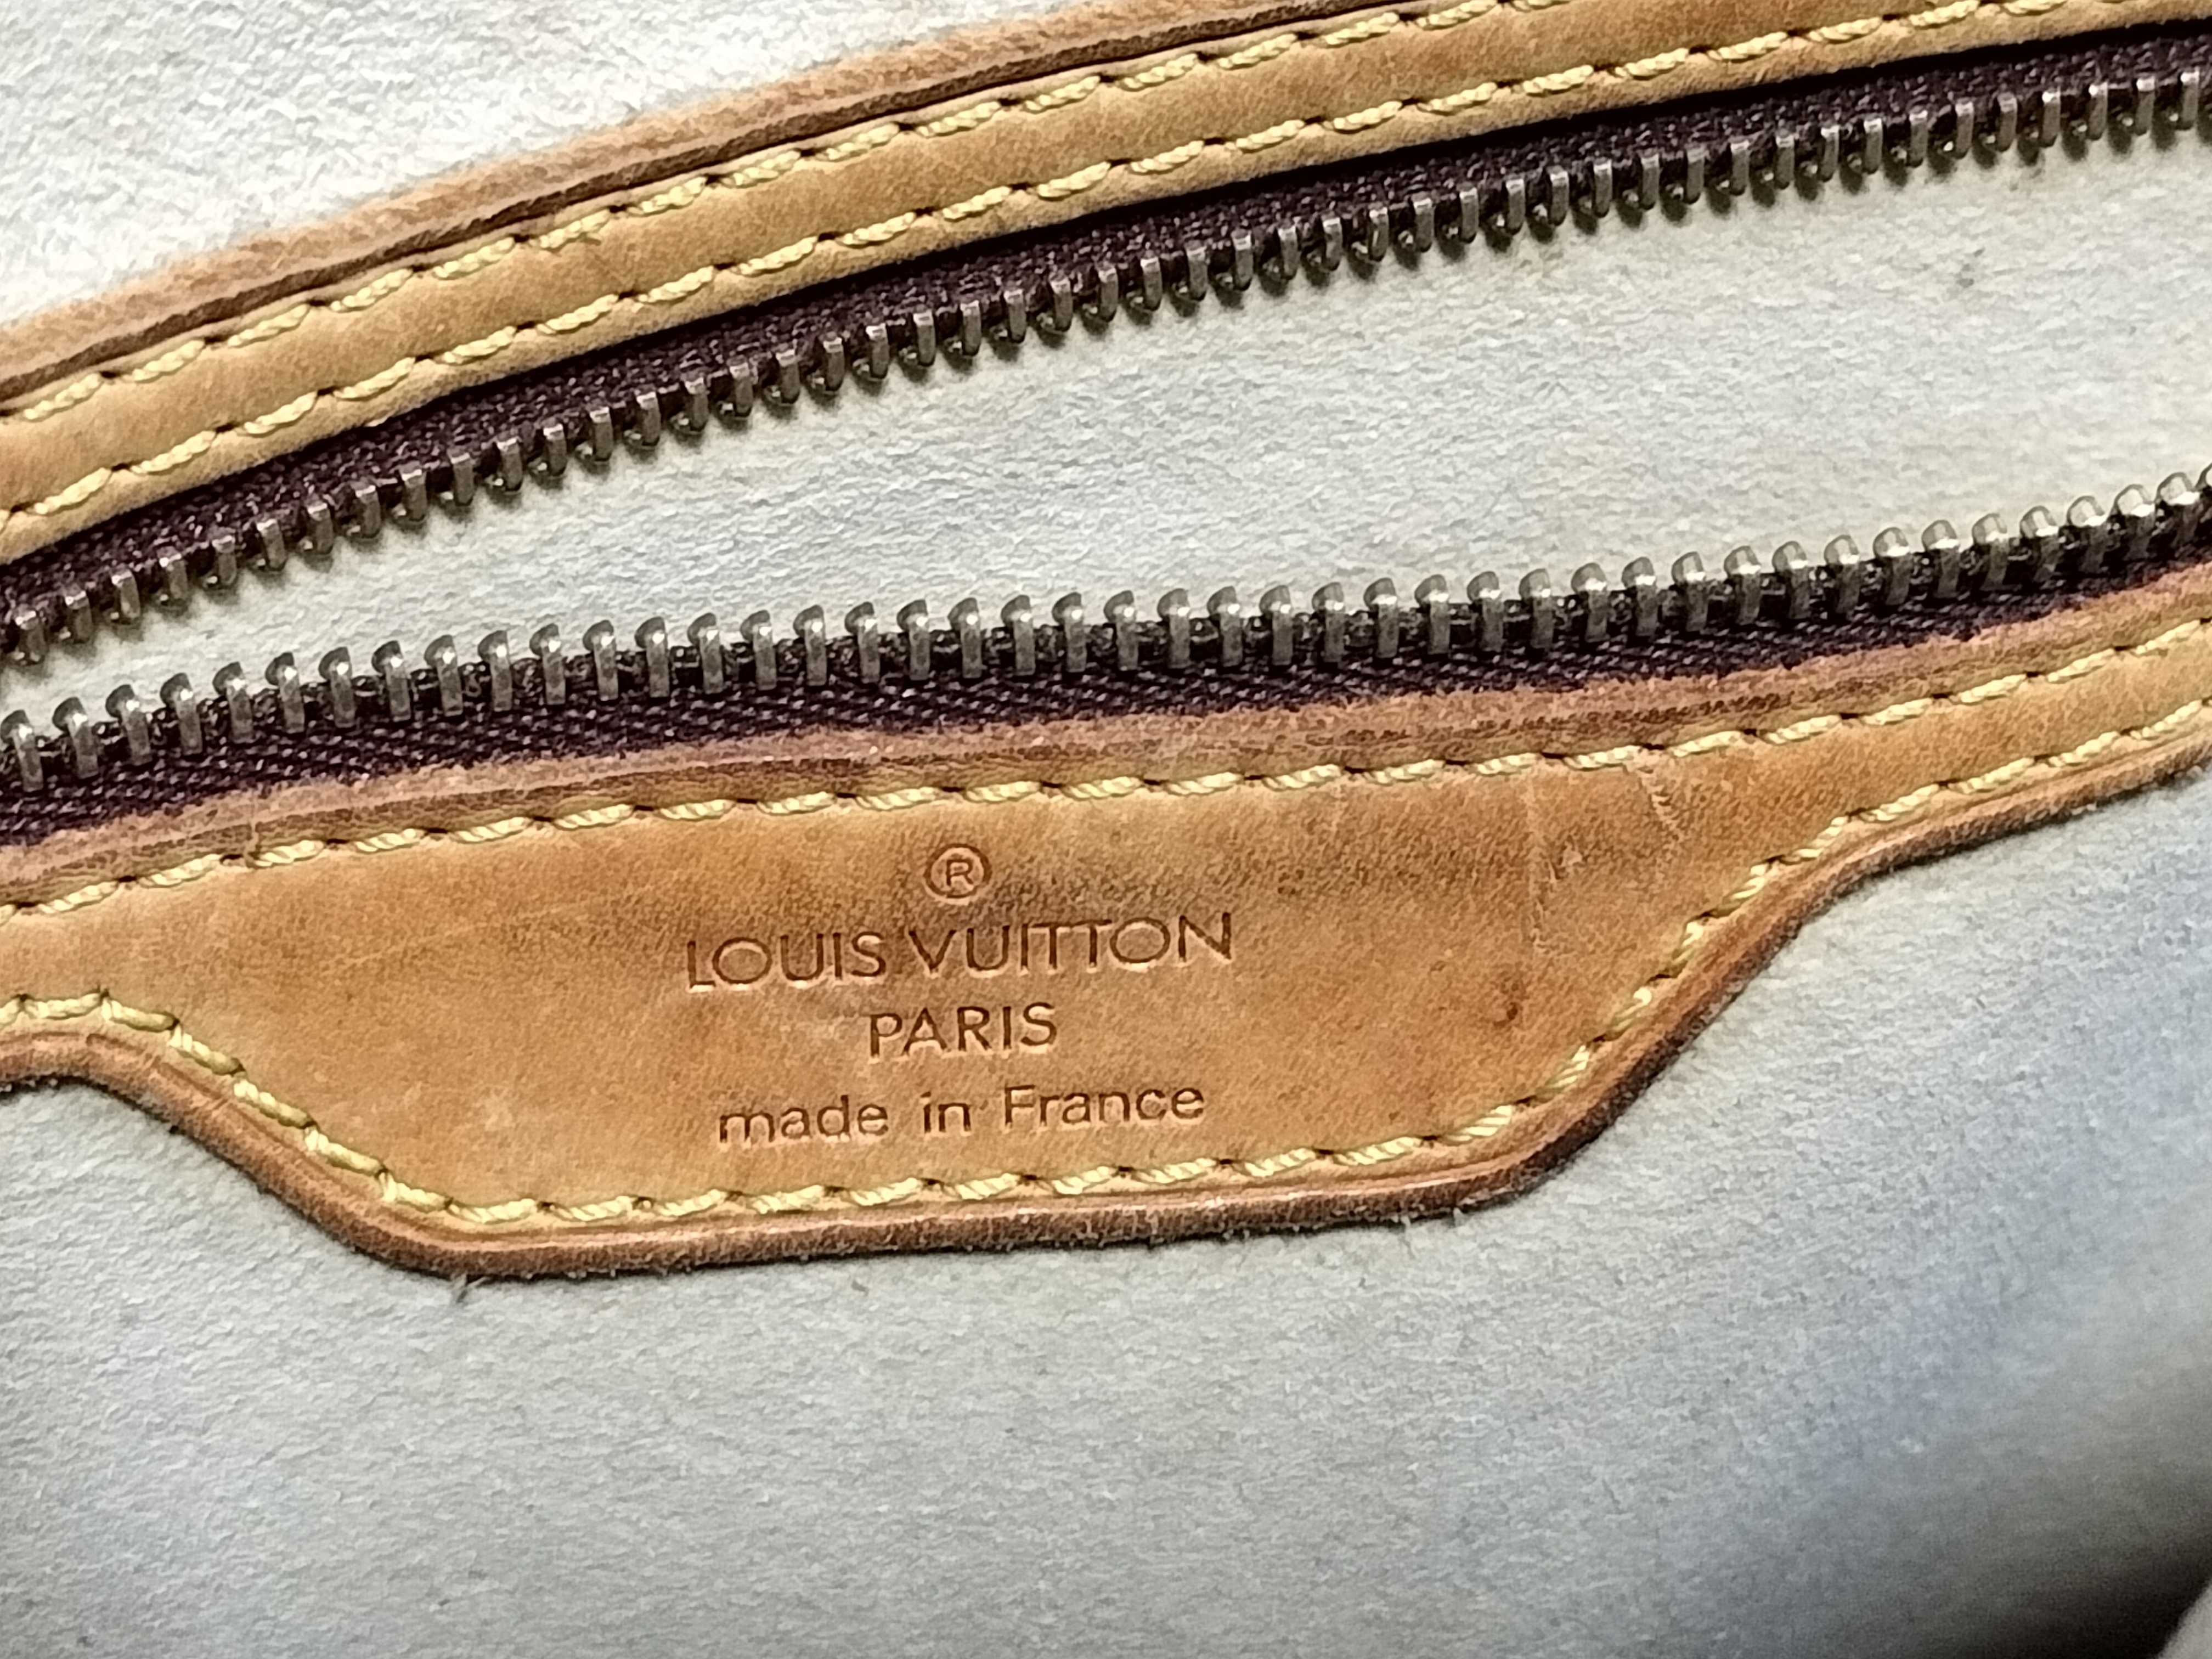 ®
LOUIS VUITTON
PARIS
made in France